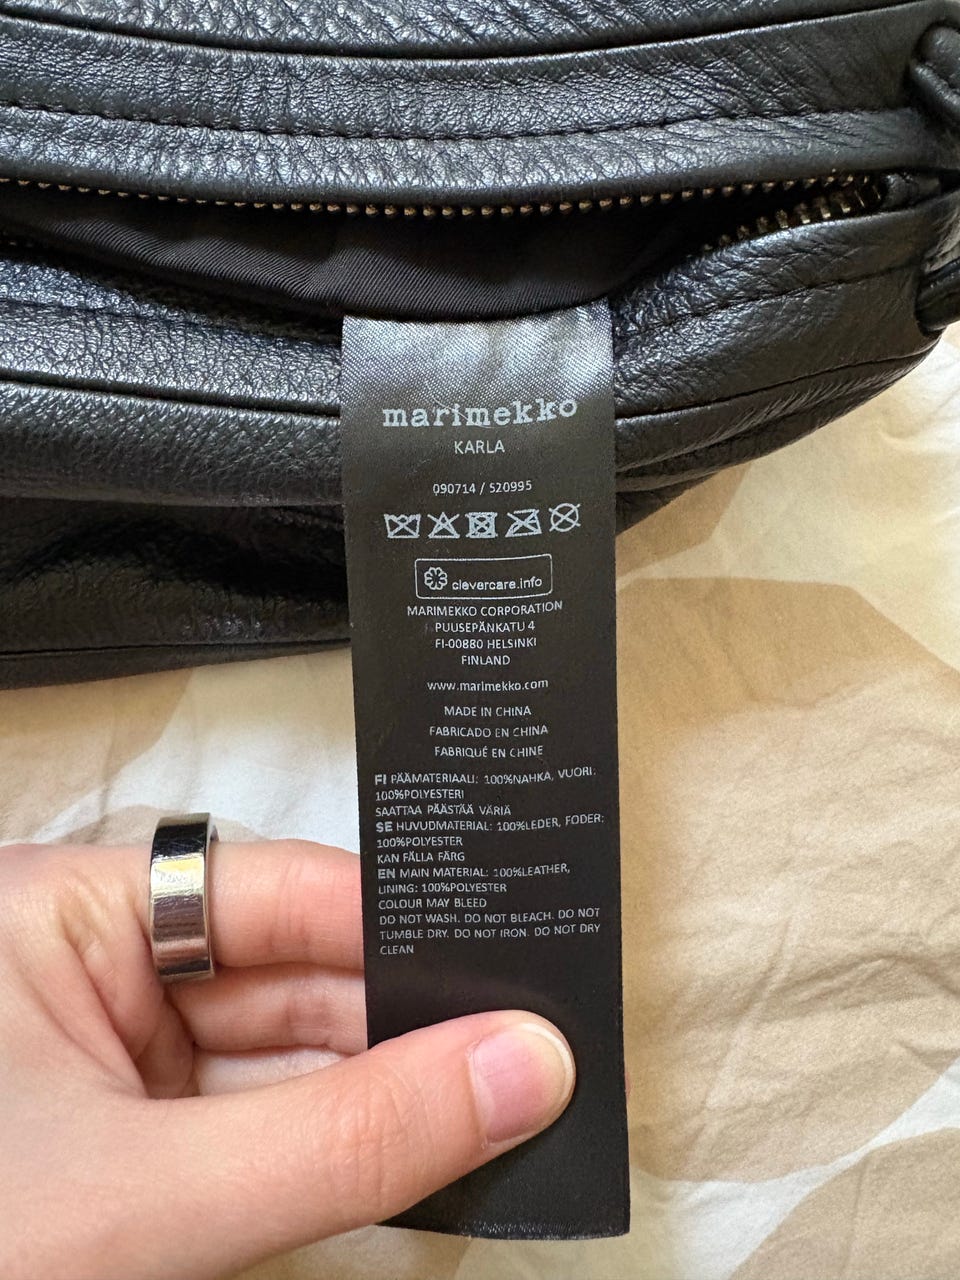 marimekko
KARLA
090714 / 520995
clevercare.info
MARIMEKKO CORPORATION
PUUSEPÄNKATU 4
FI-00880 HELSINKI
FINLAND
www.marimekko.com
MADE IN CHINA
FABRICADO EN CHINA
FABRIQUÉ EN CHINE
FI PÄÄMATERIAALI: 100%NAHKA, VUORI:
100%POLYESTERI
SAATTAA PÄÄSTÄÄ VÄRIÄ
SE HUVUDMATERIAL: 100%LEDER, FODER:
100%POLYESTER
KAN FÄLLA FÄRG
EN MAIN MATERIAL: 100%LEATHER,
LINING: 100%POLYESTER
COLOUR MAY BLEED
DO NOT WASH. DO NOT BLEACH. DO NOT
TUMBLE DRY. DO NOT IRON. DO NOT DRY
CLEAN